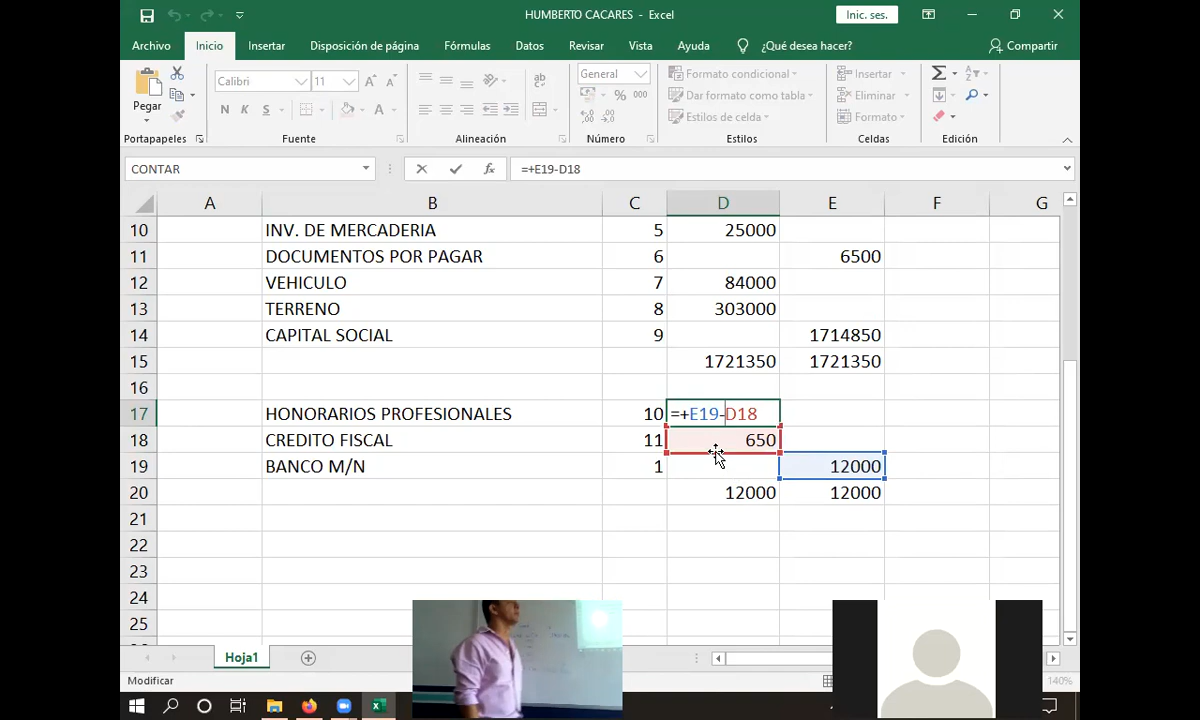 HUMBERTO CACARES - Excel
Inic. ses.
Archivo Inicio Insertar Disposición de página Fórmulas Datos Revisar Vista Ayuda ¿Qué desea hacer? Compartir
Pegar
Calibri 11
N K S
General
% 000
Formato condicional
Dar formato como tabla
Estilos de celda
Insertar
Eliminar
Formato
Portapapeles Fuente Alineación Número Estilos Celdas Edición
CONTAR =+E19-D18
A B C D E F G
10 INV. DE MERCADERIA 5 25000
11 DOCUMENTOS POR PAGAR 6 6500
12 VEHICULO 7 84000
13 TERRENO 8 303000
14 CAPITAL SOCIAL 9 1714850
15 1721350 1721350
16
17 HONORARIOS PROFESIONALES 10 =+E19-D18
18 CREDITO FISCAL 11 650
19 BANCO M/N 1 12000
20 12000 12000
21
22
23
24
25
Hoja1
Modificar 140%